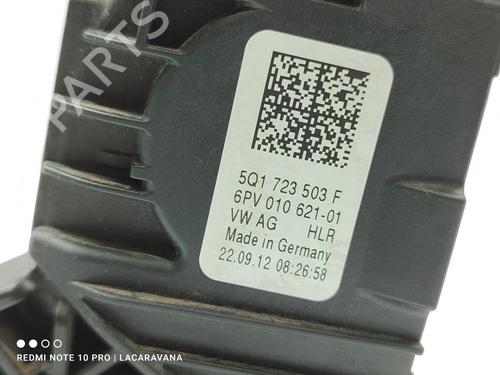 PARTS
5Q1 723 503 F
6PV 010 621-01
VW AG HLR
Made in Germany
22.09.12 08:26:58
REDMI NOTE 10 PRO | LACARAVANA